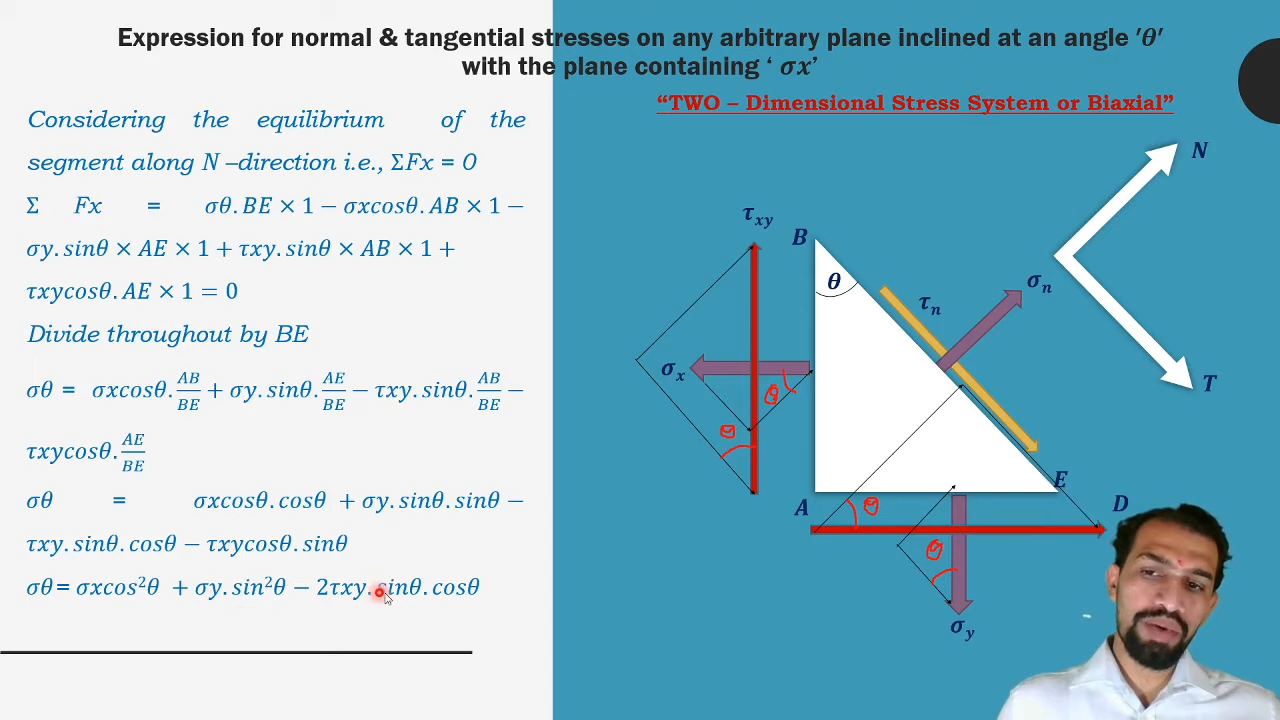 Expression for normal & tangential stresses on any arbitrary plane inclined at an angle ′θ′
with the plane containing ‘ σx’
“TWO – Dimensional Stress System or Biaxial”
Considering the equilibrium of the
segment along N –direction i.e., ΣFx = 0
Σ Fx = σθ.BE × 1 − σxcosθ.AB × 1 −
σy.sinθ × AE × 1 + τxy.sinθ × AB × 1 +
τxycosθ.AE × 1 = 0
Divide throughout by BE
σθ = σxcosθ.AB/BE + σy.sinθ.AE/BE − τxy.sinθ.AB/BE −
τxycosθ.AE/BE
σθ = σxcosθ.cosθ + σy.sinθ.sinθ −
τxy.sinθ.cosθ − τxycosθ.sinθ
σθ= σxcos²θ + σy.sin²θ − 2τxy.sinθ.cosθ
N
τxy
B
θ
σn
τn
σx
θ
T
θ
E
A
θ
D
θ
σy